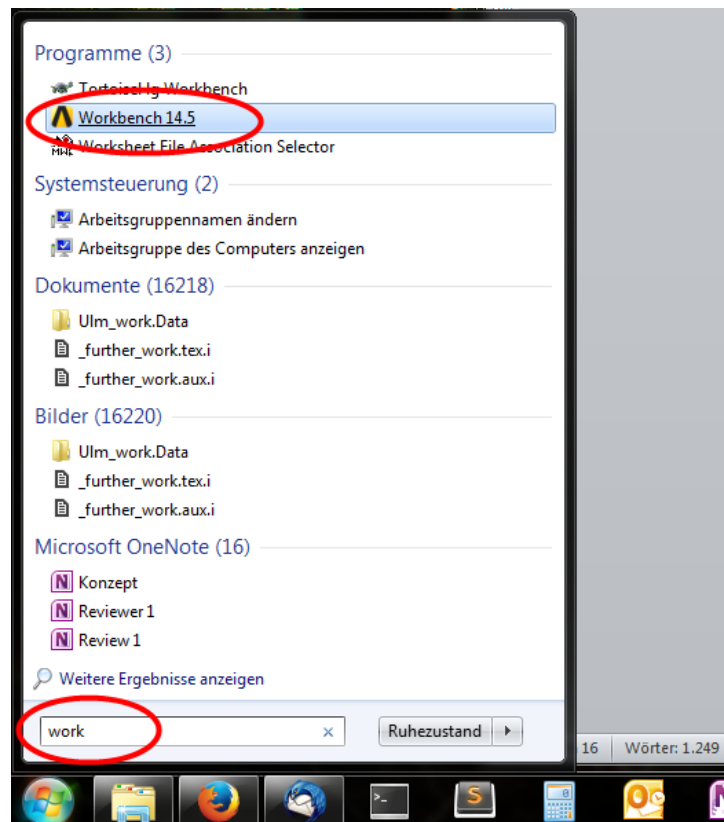 Programme (3)
TortoiseHg Workbench
Workbench 14.5
Worksheet File Association Selector
Systemsteuerung (2)
Arbeitsgruppennamen ändern
Arbeitsgruppe des Computers anzeigen
Dokumente (16218)
Ulm_work.Data
_further_work.tex.i
_further_work.aux.i
Bilder (16220)
Ulm_work.Data
_further_work.tex.i
_further_work.aux.i
Microsoft OneNote (16)
Konzept
Reviewer 1
Review 1
Weitere Ergebnisse anzeigen
work
Ruhezustand
16 Wörter: 1.249